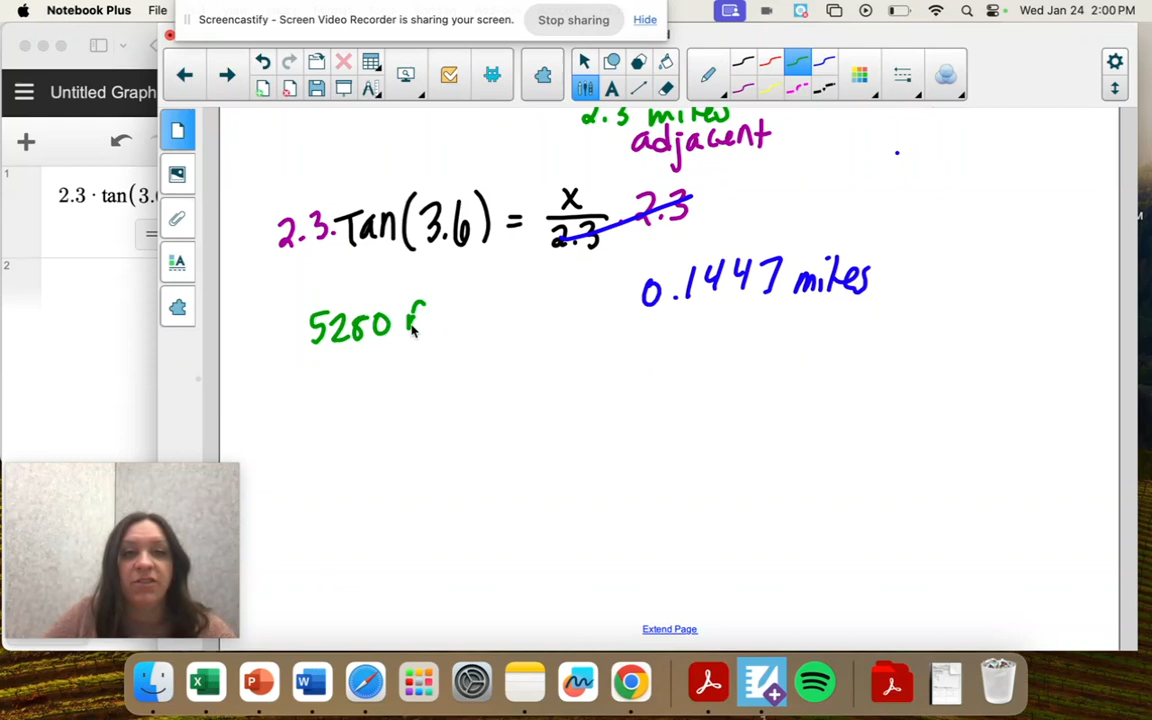 Screencastify - Screen Video Recorder is sharing your screen.
Stop sharing
Hide
Notebook Plus File
Wed Jan 24 2:00PM
Untitled Graph
1
2.3 · tan(3.6
=
2
2.3 miles
adjacent
2.3. Tan(3.6) = x/2.3 · 2.3
0.1447 miles
5280 f
Extend Page